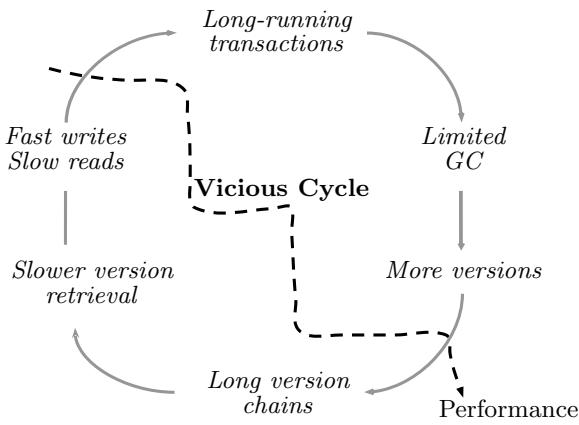 Long-running
transactions
Fast writes
Slow reads
Limited
GC
Vicious Cycle
Slower version
retrieval
More versions
Long version
chains
Performance